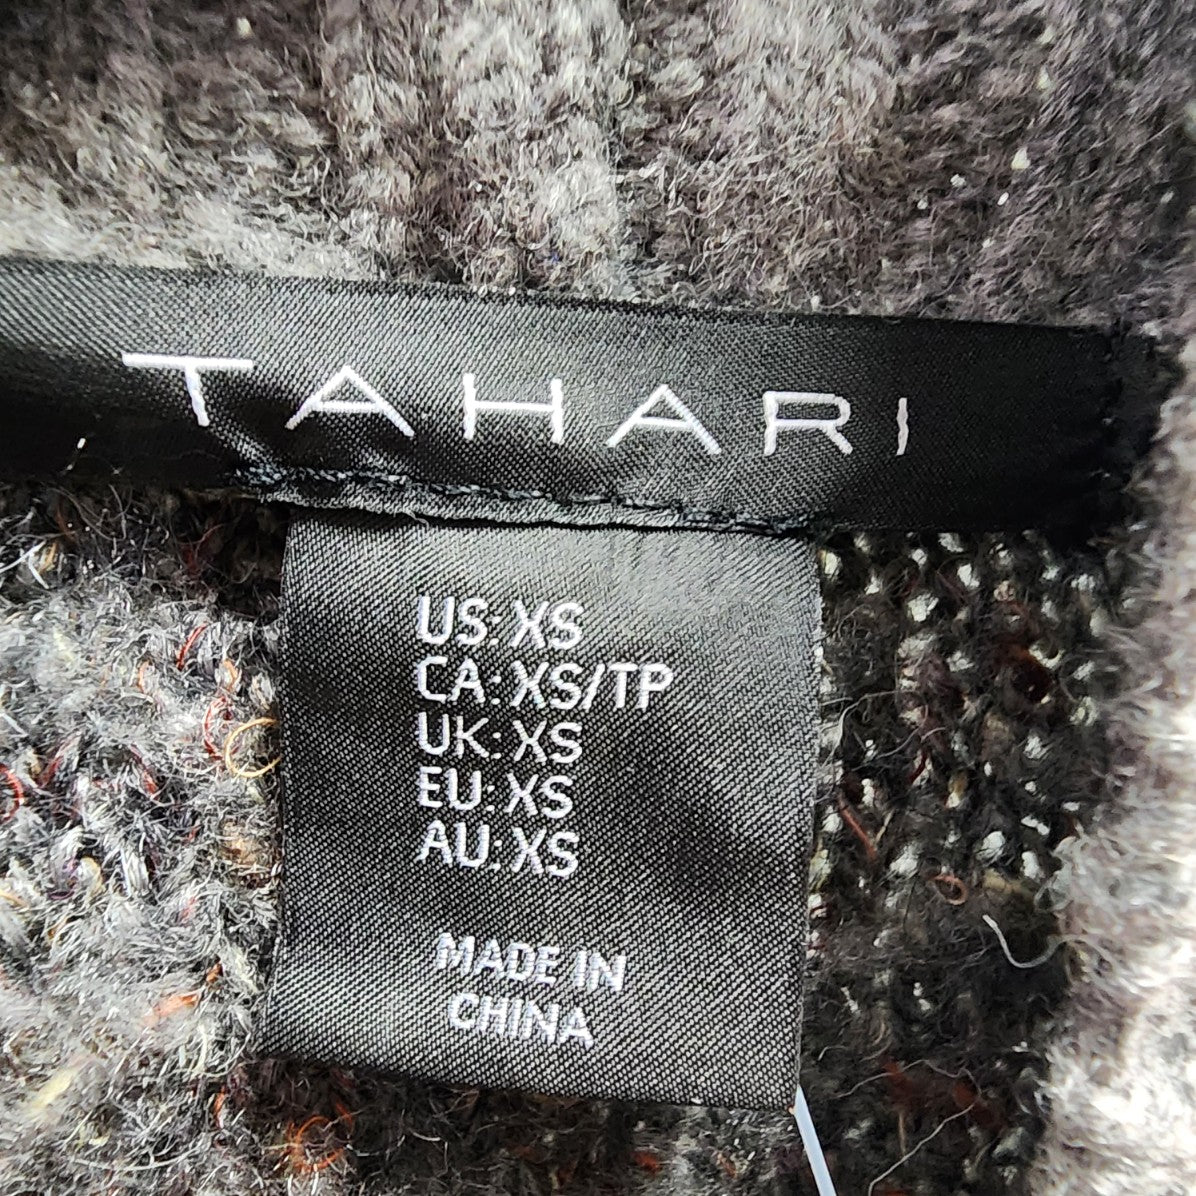 TAHARI
US: XS
CA: XS/TP
UK: XS
EU: XS
AU: XS
MADE IN
CHINA